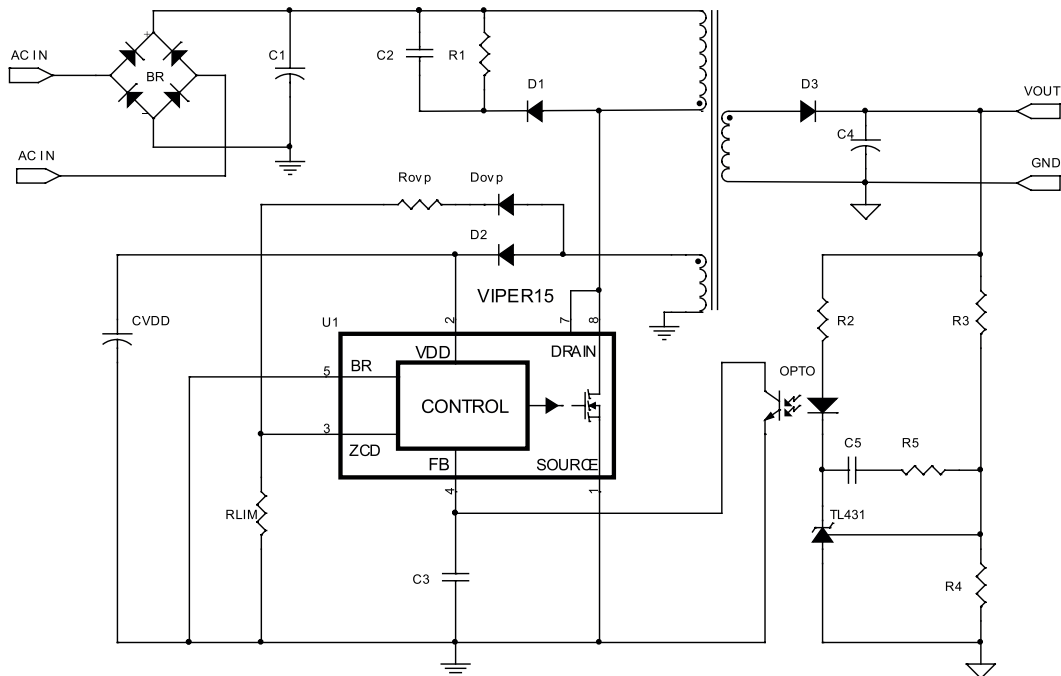 AC IN
BR
+
-
C1
C2
R1
D1
D3
VOUT
C4
GND
AC IN
Rovp
Dovp
D2
VIPER15
CVDD
U1
2
7
8
R2
R3
VDD
DRAIN
5
BR
OPTO
CONTROL
3
ZCD
FB
SOURCE
C5
R5
4
1
RLIM
TL431
C3
R4